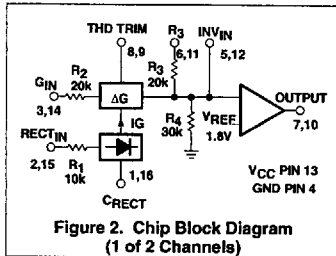 THD TRIM
8,9
R3
6,11
INVIN
5,12
GIN
3,14
R2
20k
ΔG
R3
20k
RECTIN
2,15
R1
10k
IG
R4
30k
VREF
1.8V
OUTPUT
7,10
1,16
CRECT
VCC PIN 13
GND PIN 4
Figure 2. Chip Block Diagram
(1 of 2 Channels)